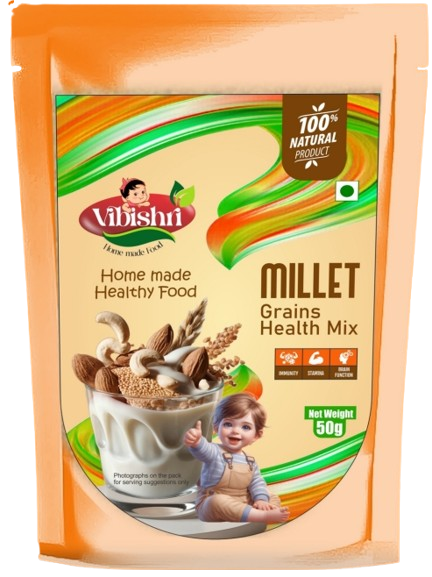 100%
NATURAL
PRODUCT
Vibishri
Home made Food
Home made
Healthy Food
MILLET
Grains
Health Mix
IMMUNITY
STAMINA
BRAIN
FUNCTION
Net Weight
50g
Photographs on the pack
for serving suggestions only